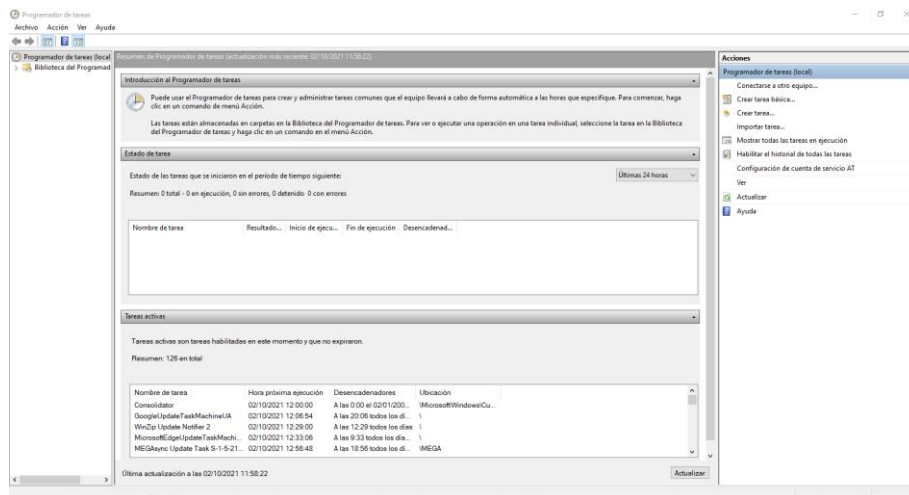 Programador de tareas
Archivo Acción Ver Ayuda
Programador de tareas (local
Biblioteca del Programad
Resumen de Programador de tareas (actualización más reciente: 02/10/2021 11:58:22)
Introducción al Programador de tareas
Puede usar el Programador de tareas para crear y administrar tareas comunes que el equipo llevará a cabo de forma automática a las horas que especifique. Para comenzar, haga
clic en un comando de menú Acción.
Las tareas están almacenadas en carpetas en la Biblioteca del Programador de tareas. Para ver o ejecutar una operación en una tarea individual, seleccione la tarea en la Biblioteca
del Programador de tareas y haga clic en un comando en el menú Acción.
Estado de tarea
Estado de las tareas que se iniciaron en el período de tiempo siguiente: Últimas 24 horas
Resumen: 0 total - 0 en ejecución, 0 sin errores, 0 detenido 0 con errores
Nombre de tarea Resultado... Inicio de ejecu... Fin de ejecución Desencadenad...
Tareas activas
Tareas activas son tareas habilitadas en este momento y que no expiraron.
Resumen: 126 en total
Nombre de tarea Hora próxima ejecución Desencadenadores Ubicación
Consolidator 02/10/2021 12:00:00 A las 0:00 el 02/01/200... \Microsoft\Windows\Cu...
GoogleUpdateTaskMachineUA 02/10/2021 12:06:54 A las 20:06 todos los dí... \
WinZip Update Notifier 2 02/10/2021 12:29:00 A las 12:29 todos los días \
MicrosoftEdgeUpdateTaskMachi... 02/10/2021 12:33:06 A las 9:33 todos los día... \
MEGAsync Update Task S-1-5-21... 02/10/2021 12:56:48 A las 18:56 todos los dí... \MEGA
Última actualización a las 02/10/2021 11:58:22 Actualizar
Acciones
Programador de tareas (local)
Conectarse a otro equipo...
Crear tarea básica...
Crear tarea...
Importar tarea...
Mostrar todas las tareas en ejecución
Habilitar el historial de todas las tareas
Configuración de cuenta de servicio AT
Ver
Actualizar
Ayuda